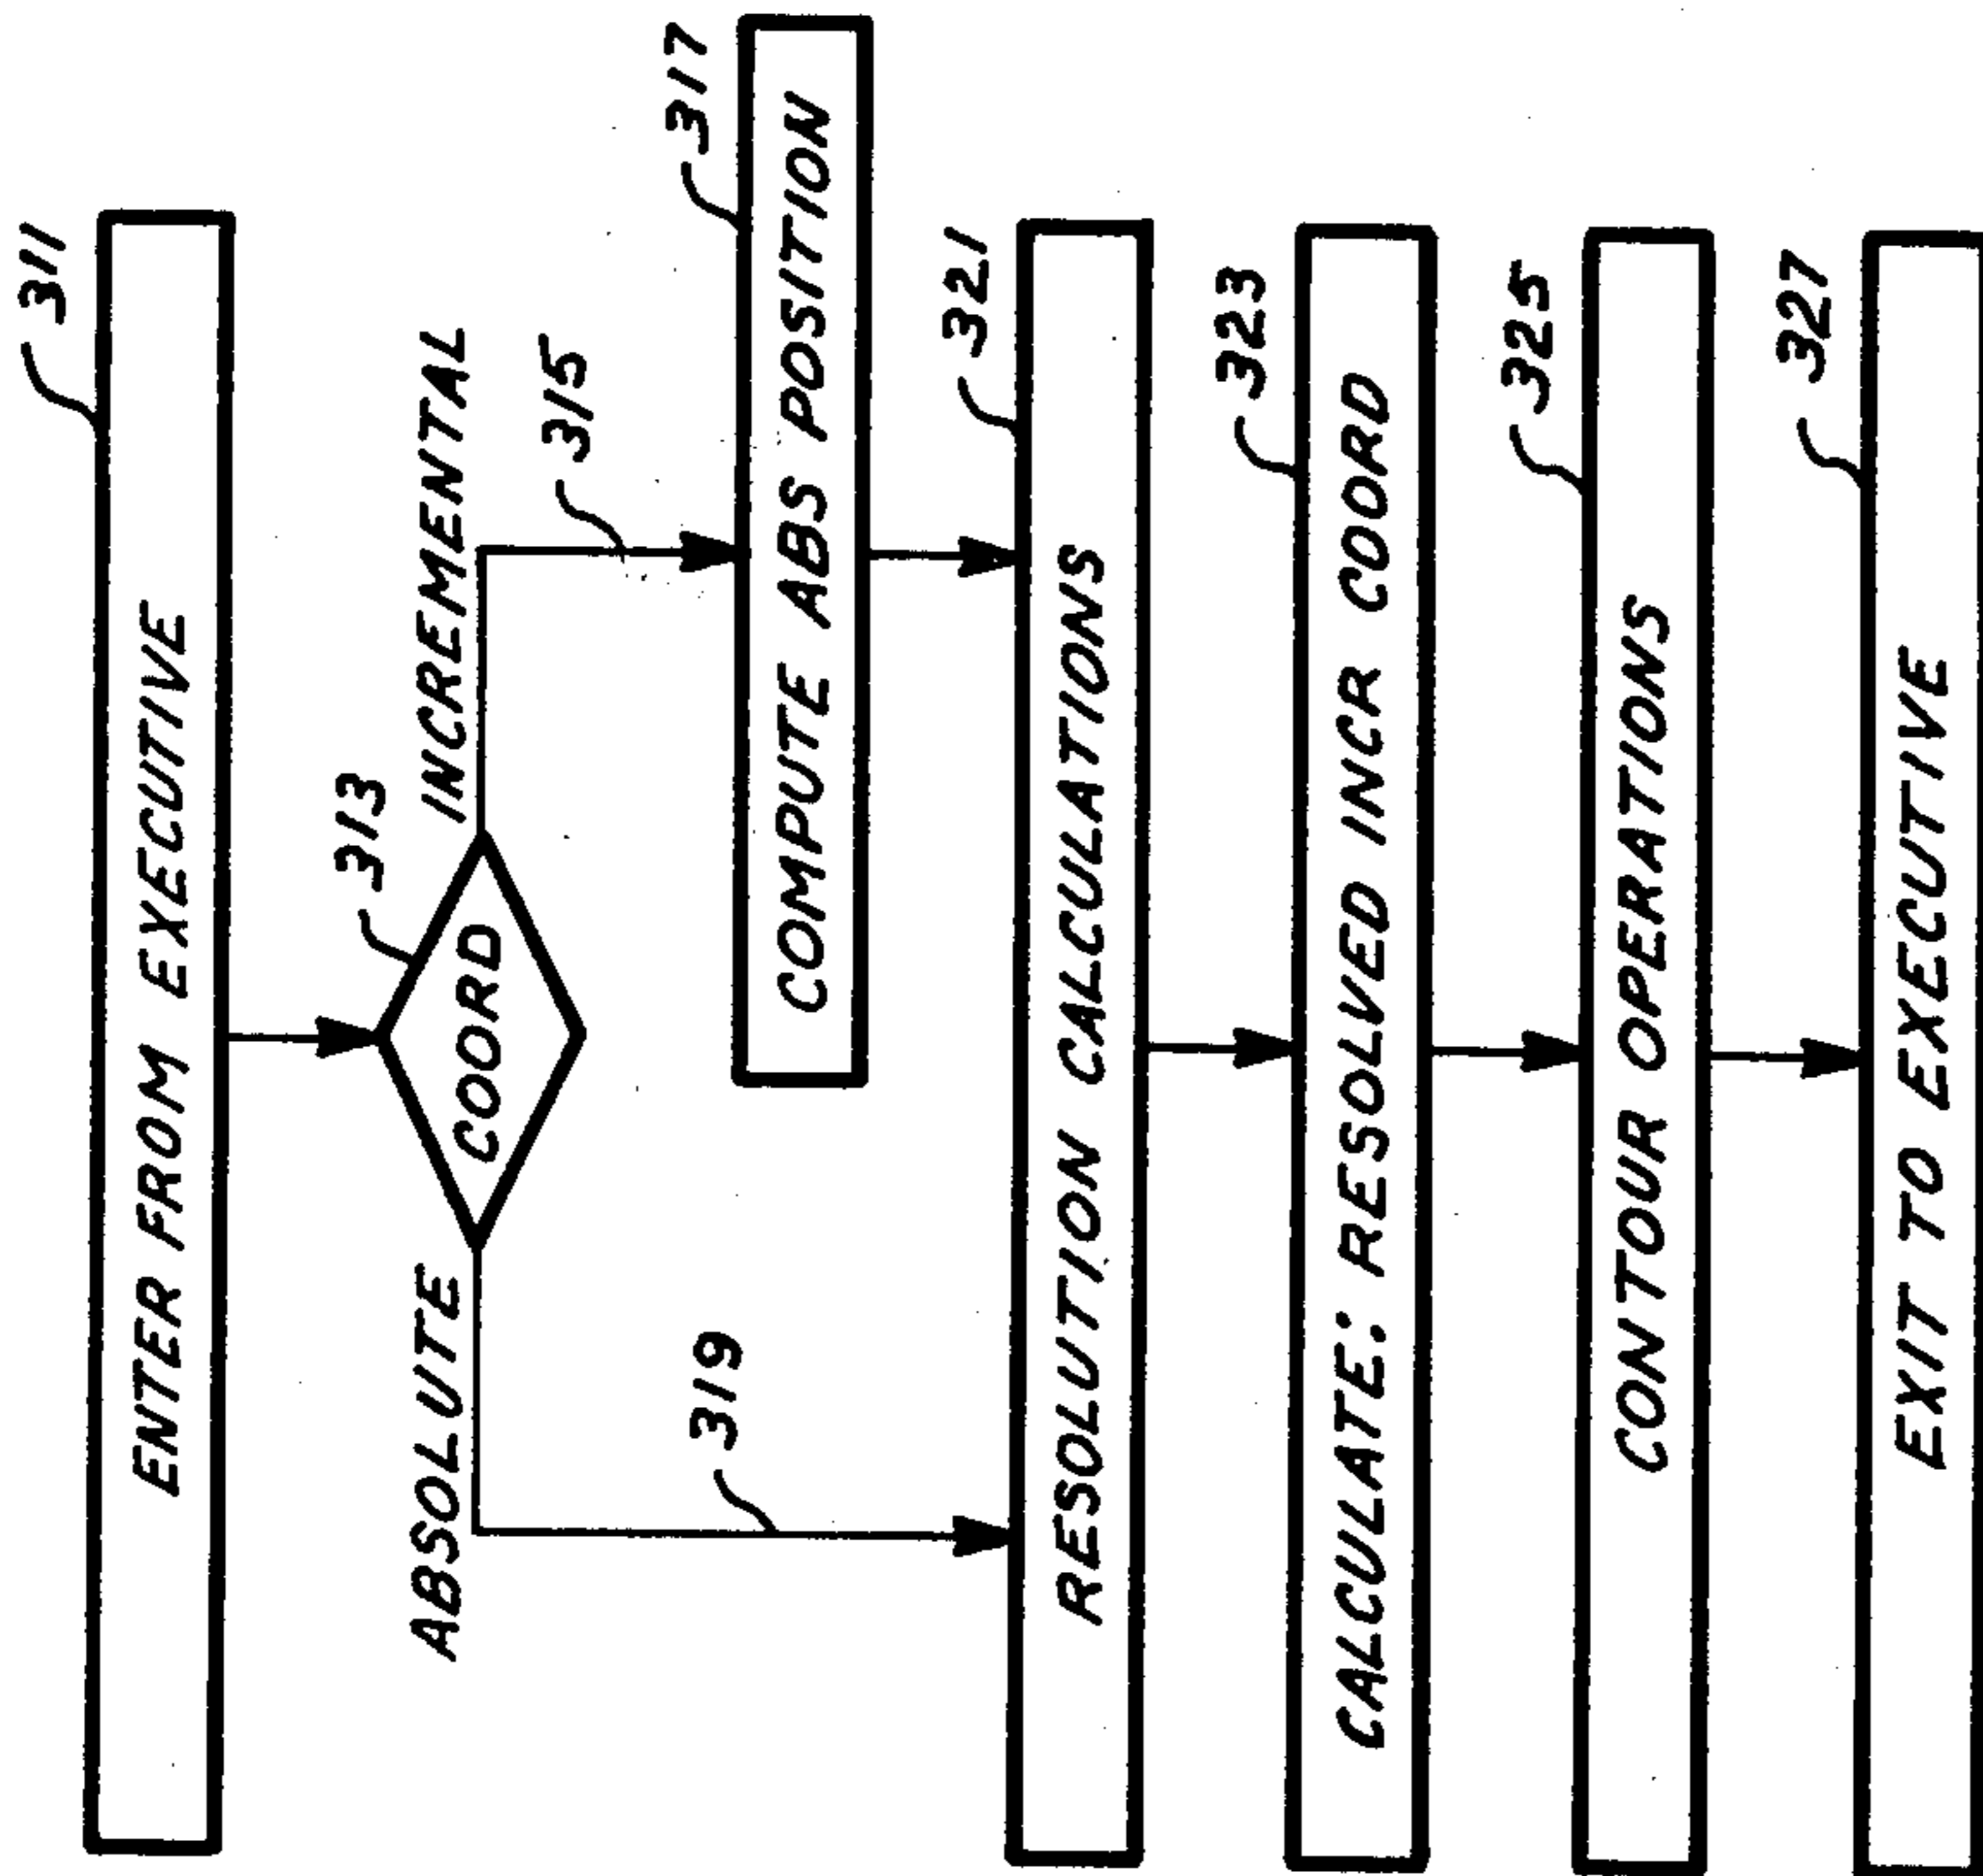 311
ENTER FROM EXECUTIVE
313
COORD
ABSOLUTE
INCREMENTAL
315
317
COMPUTE ABS POSITION
319
321
RESOLUTION CALCULATIONS
323
CALCULATE: RESOLVED INCR COORD
325
CONTOUR OPERATIONS
327
EXIT TO EXECUTIVE